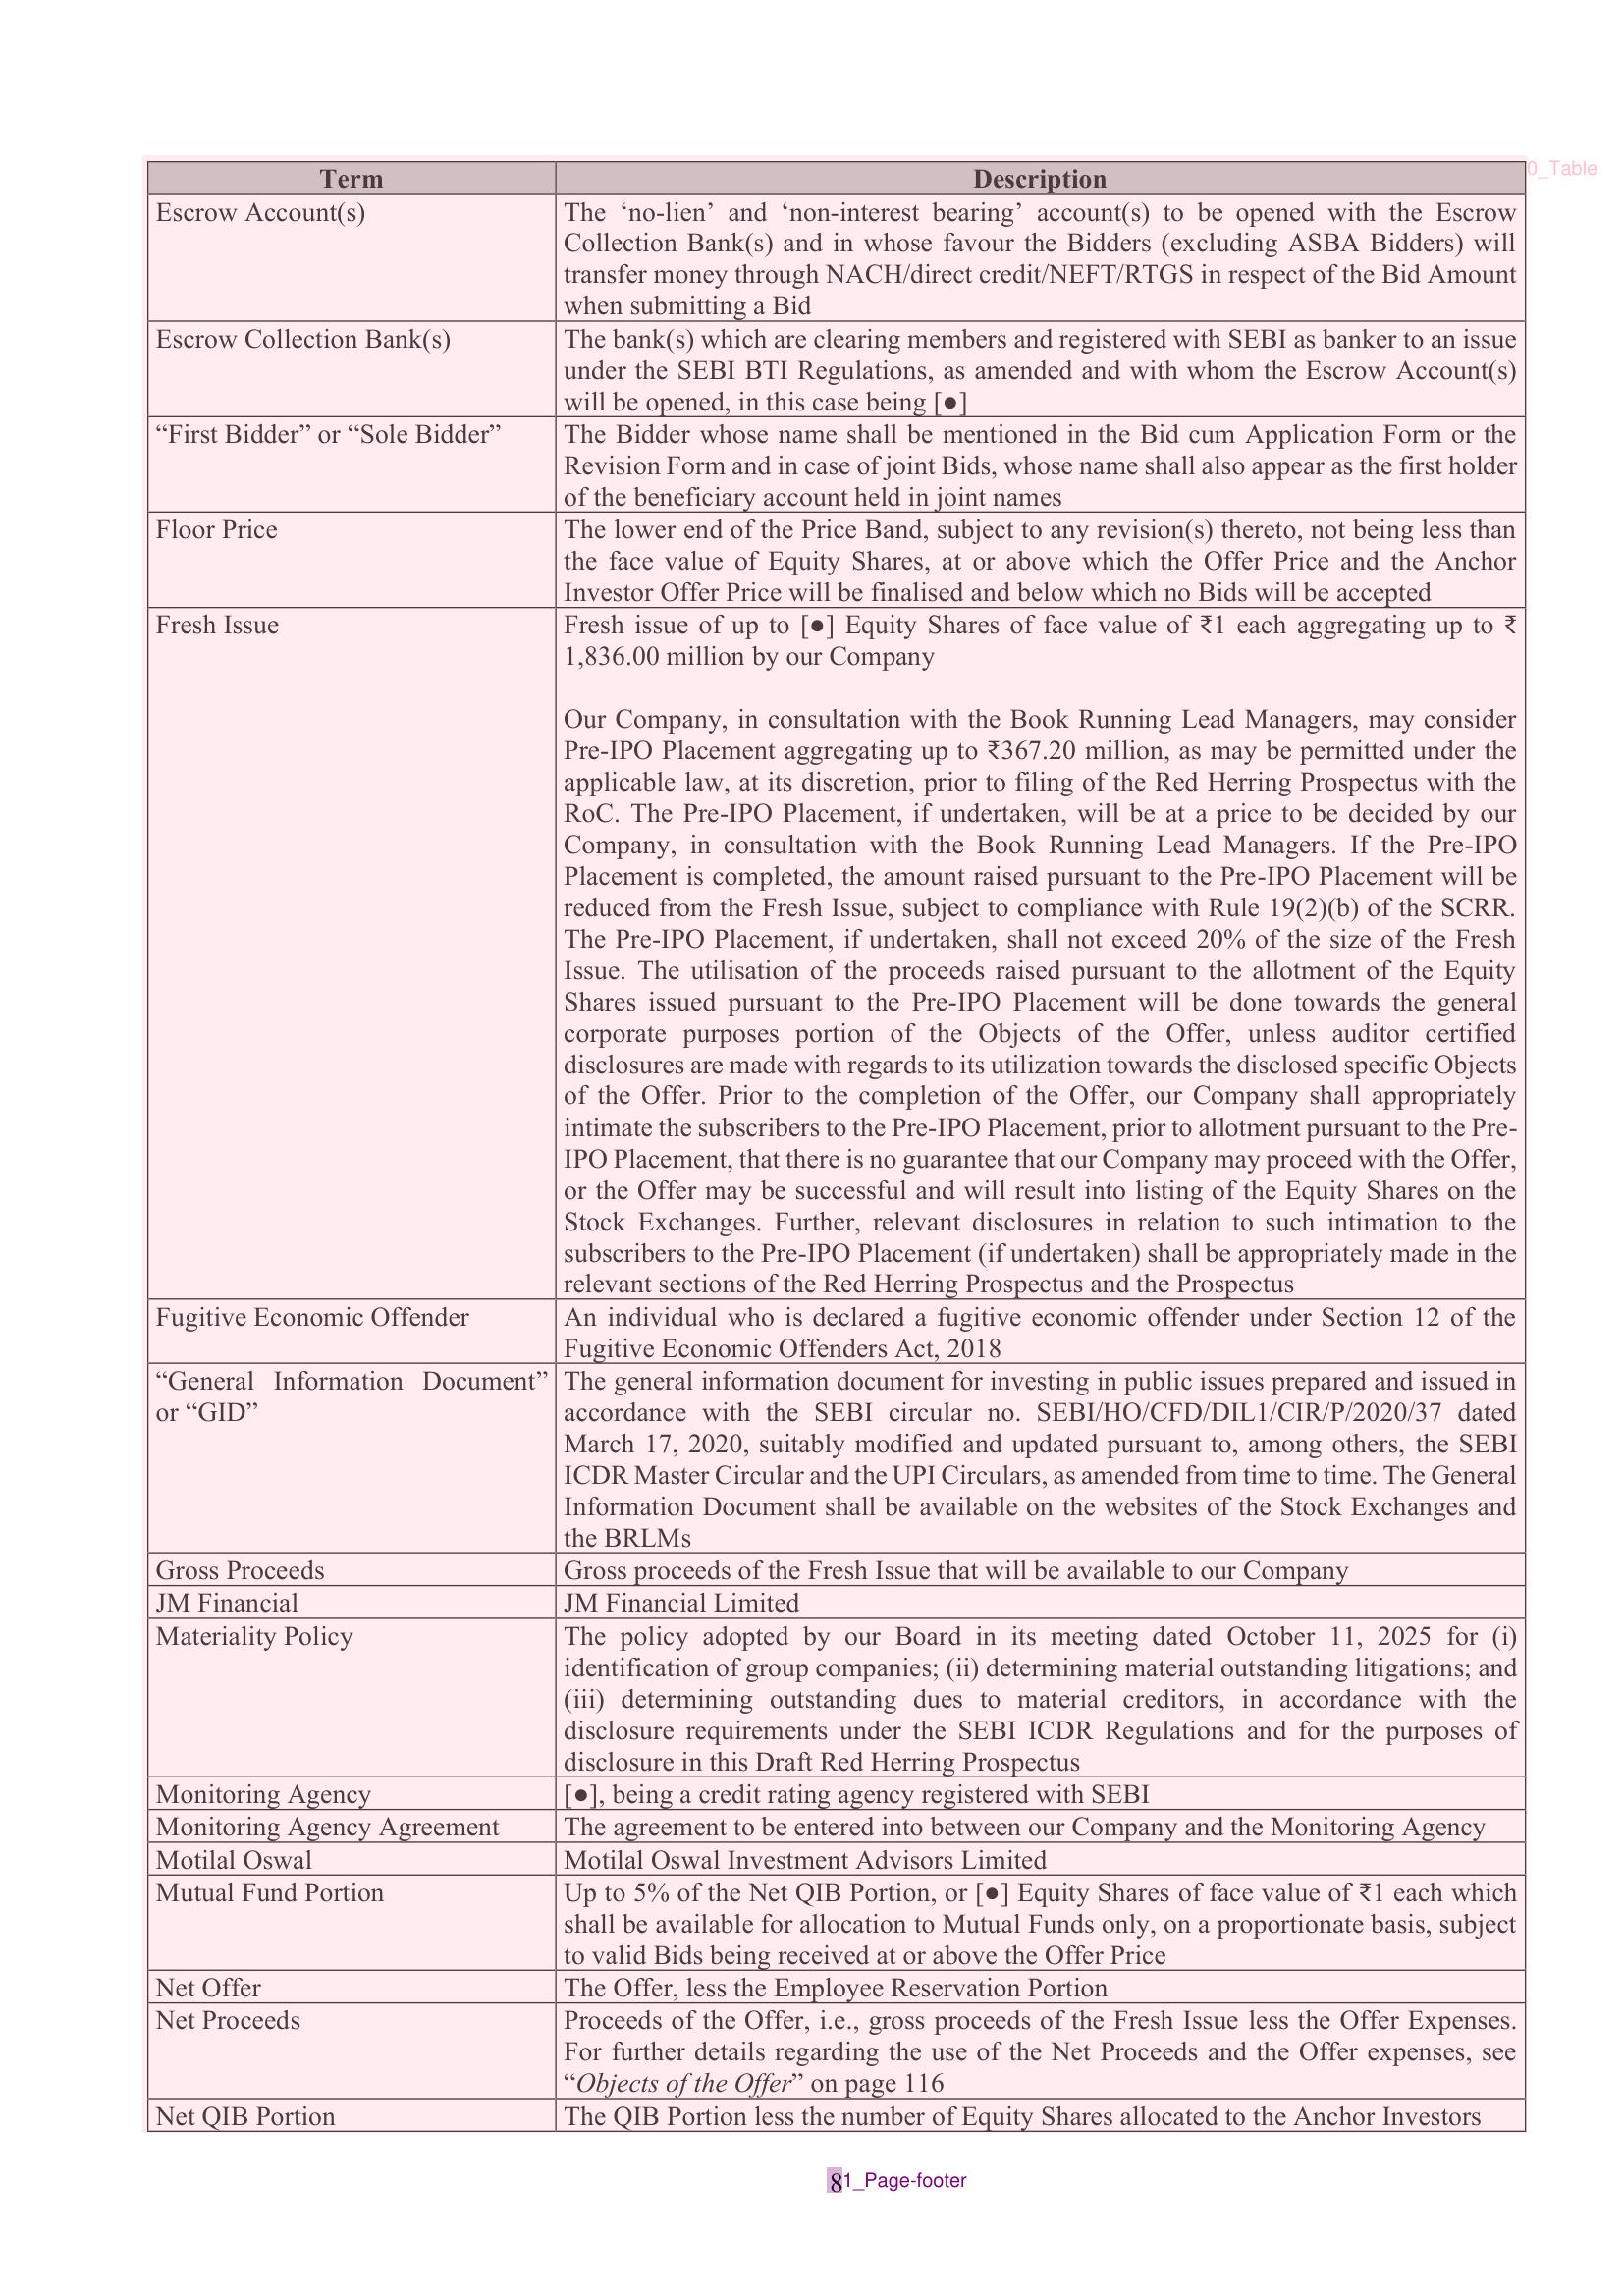 Term Description
0_Table
Escrow Account(s) The ‘no-lien’ and ‘non-interest bearing’ account(s) to be opened with the Escrow
Collection Bank(s) and in whose favour the Bidders (excluding ASBA Bidders) will
transfer money through NACH/direct credit/NEFT/RTGS in respect of the Bid Amount
when submitting a Bid
Escrow Collection Bank(s) The bank(s) which are clearing members and registered with SEBI as banker to an issue
under the SEBI BTI Regulations, as amended and with whom the Escrow Account(s)
will be opened, in this case being [●]
“First Bidder” or “Sole Bidder” The Bidder whose name shall be mentioned in the Bid cum Application Form or the
Revision Form and in case of joint Bids, whose name shall also appear as the first holder
of the beneficiary account held in joint names
Floor Price The lower end of the Price Band, subject to any revision(s) thereto, not being less than
the face value of Equity Shares, at or above which the Offer Price and the Anchor
Investor Offer Price will be finalised and below which no Bids will be accepted
Fresh Issue Fresh issue of up to [●] Equity Shares of face value of ₹1 each aggregating up to ₹
1,836.00 million by our Company
Our Company, in consultation with the Book Running Lead Managers, may consider
Pre-IPO Placement aggregating up to ₹367.20 million, as may be permitted under the
applicable law, at its discretion, prior to filing of the Red Herring Prospectus with the
RoC. The Pre-IPO Placement, if undertaken, will be at a price to be decided by our
Company, in consultation with the Book Running Lead Managers. If the Pre-IPO
Placement is completed, the amount raised pursuant to the Pre-IPO Placement will be
reduced from the Fresh Issue, subject to compliance with Rule 19(2)(b) of the SCRR.
The Pre-IPO Placement, if undertaken, shall not exceed 20% of the size of the Fresh
Issue. The utilisation of the proceeds raised pursuant to the allotment of the Equity
Shares issued pursuant to the Pre-IPO Placement will be done towards the general
corporate purposes portion of the Objects of the Offer, unless auditor certified
disclosures are made with regards to its utilization towards the disclosed specific Objects
of the Offer. Prior to the completion of the Offer, our Company shall appropriately
intimate the subscribers to the Pre-IPO Placement, prior to allotment pursuant to the Pre-
IPO Placement, that there is no guarantee that our Company may proceed with the Offer,
or the Offer may be successful and will result into listing of the Equity Shares on the
Stock Exchanges. Further, relevant disclosures in relation to such intimation to the
subscribers to the Pre-IPO Placement (if undertaken) shall be appropriately made in the
relevant sections of the Red Herring Prospectus and the Prospectus
Fugitive Economic Offender An individual who is declared a fugitive economic offender under Section 12 of the
Fugitive Economic Offenders Act, 2018
“General Information Document” The general information document for investing in public issues prepared and issued in
or “GID” accordance with the SEBI circular no. SEBI/HO/CFD/DIL1/CIR/P/2020/37 dated
March 17, 2020, suitably modified and updated pursuant to, among others, the SEBI
ICDR Master Circular and the UPI Circulars, as amended from time to time. The General
Information Document shall be available on the websites of the Stock Exchanges and
the BRLMs
Gross Proceeds Gross proceeds of the Fresh Issue that will be available to our Company
JM Financial JM Financial Limited
Materiality Policy The policy adopted by our Board in its meeting dated October 11, 2025 for (i)
identification of group companies; (ii) determining material outstanding litigations; and
(iii) determining outstanding dues to material creditors, in accordance with the
disclosure requirements under the SEBI ICDR Regulations and for the purposes of
disclosure in this Draft Red Herring Prospectus
Monitoring Agency [●], being a credit rating agency registered with SEBI
Monitoring Agency Agreement The agreement to be entered into between our Company and the Monitoring Agency
Motilal Oswal Motilal Oswal Investment Advisors Limited
Mutual Fund Portion Up to 5% of the Net QIB Portion, or [●] Equity Shares of face value of ₹1 each which
shall be available for allocation to Mutual Funds only, on a proportionate basis, subject
to valid Bids being received at or above the Offer Price
Net Offer The Offer, less the Employee Reservation Portion
Net Proceeds Proceeds of the Offer, i.e., gross proceeds of the Fresh Issue less the Offer Expenses.
For further details regarding the use of the Net Proceeds and the Offer expenses, see
“Objects of the Offer” on page 116
Net QIB Portion The QIB Portion less the number of Equity Shares allocated to the Anchor Investors
8 1_Page-footer